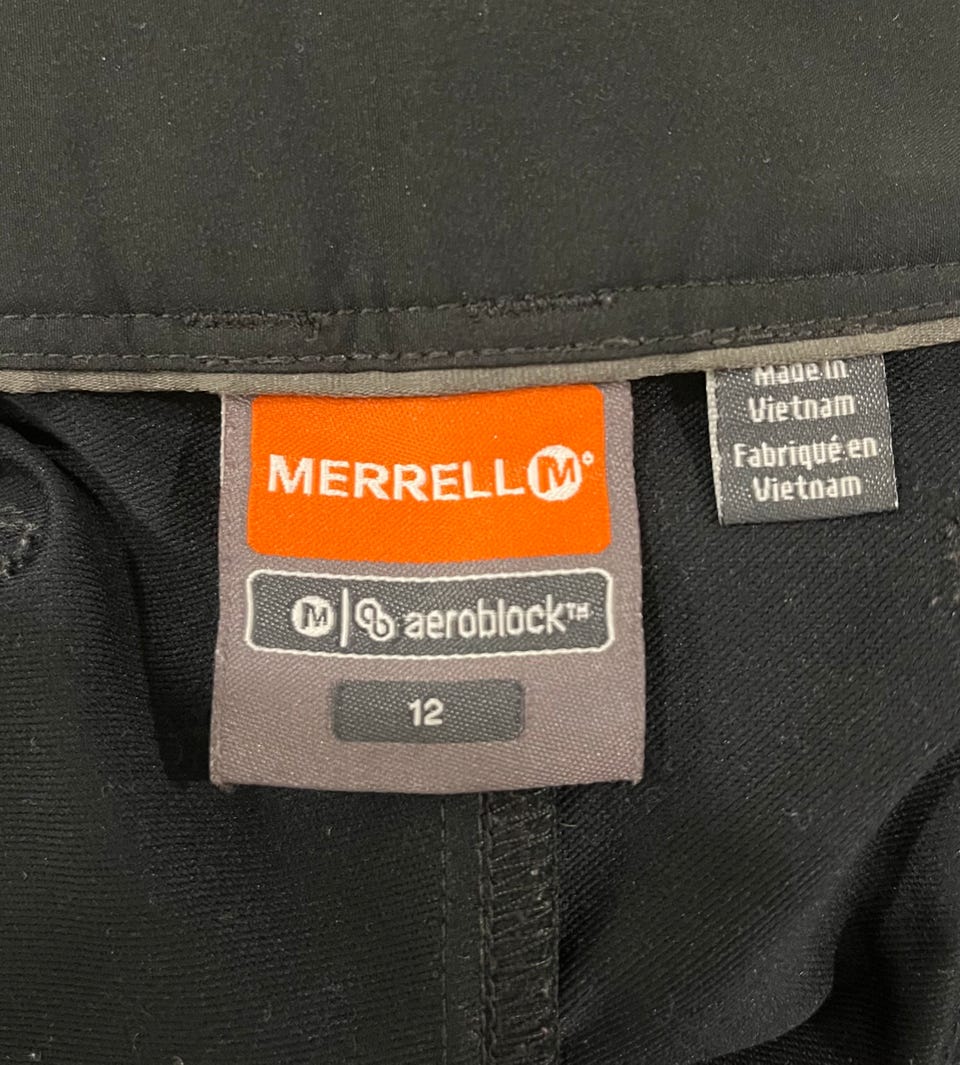 MERRELL M
M | aeroblock™
12
Made in
Vietnam
Fabriqué en
Vietnam